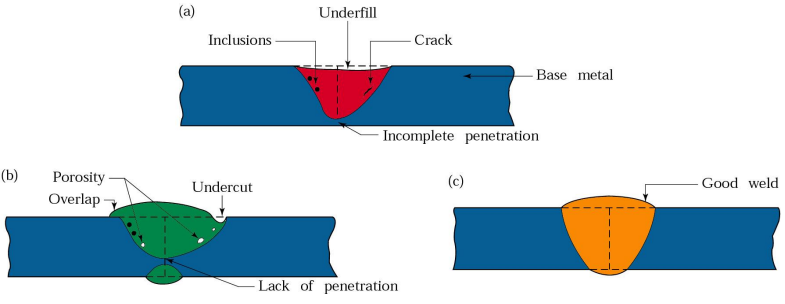 (a)
Underfill
Inclusions
Crack
Base metal
Incomplete penetration
(b)
Porosity
Overlap
Undercut
Lack of penetration
(c)
Good weld